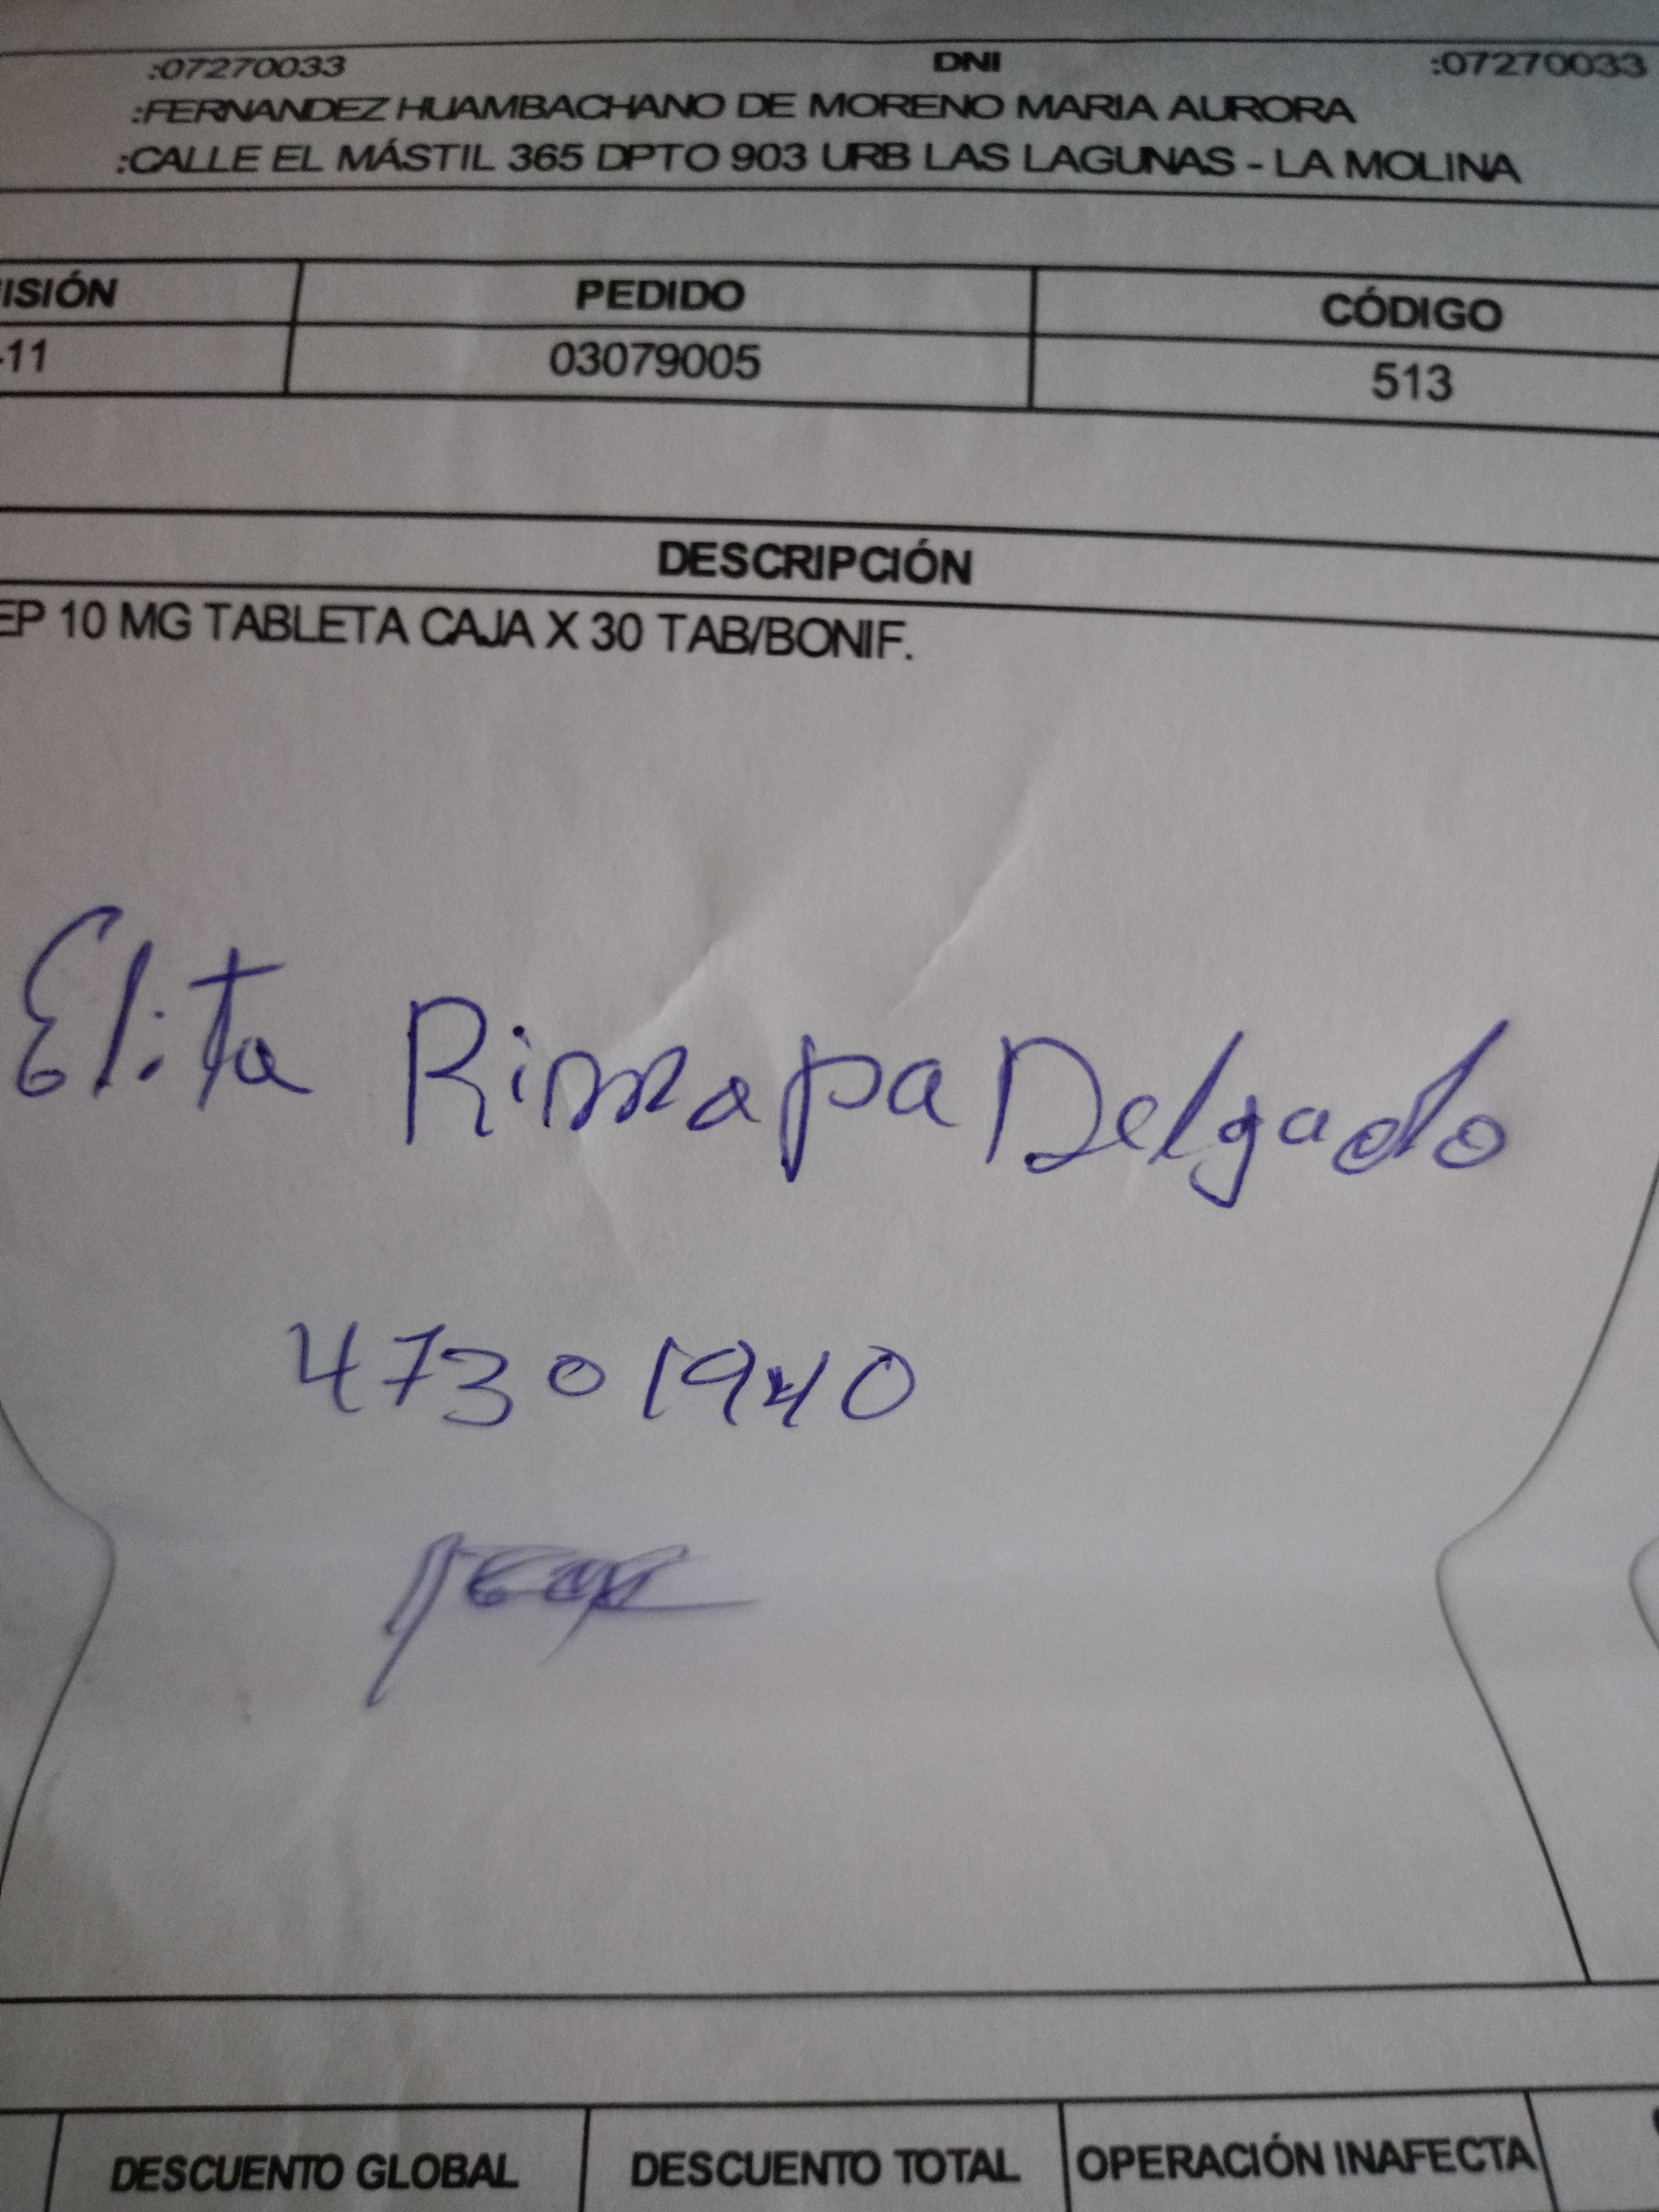 :07270033 DNI :07270033
:FERNANDEZ HUAMBACHANO DE MORENO MARIA AURORA
:CALLE EL MÁSTIL 365 DPTO 903 URB LAS LAGUNAS - LA MOLINA
ISIÓN PEDIDO CÓDIGO
-11 03079005 513
DESCRIPCIÓN
EP 10 MG TABLETA CAJA X 30 TAB/BONIF.
Elita Rimapa Delgado
47301940
DESCUENTO GLOBAL DESCUENTO TOTAL OPERACIÓN INAFECTA